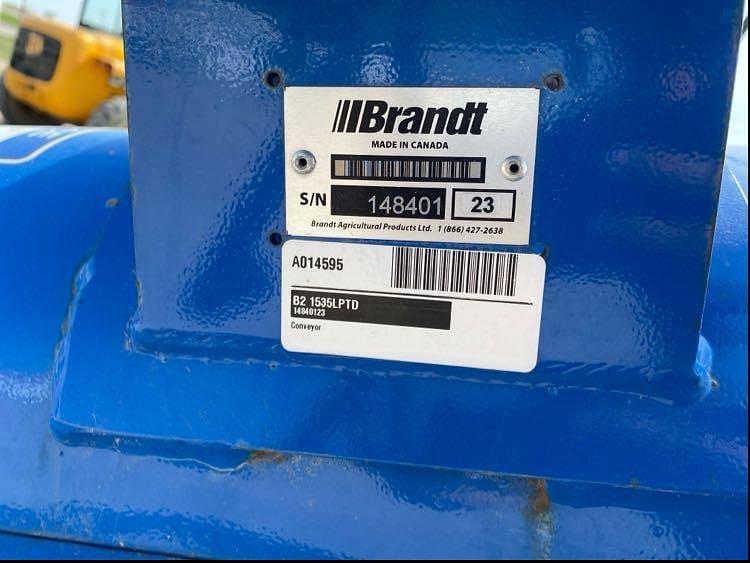 Brandt
MADE IN CANADA
S/N 148401 23
Brandt Agricultural Products Ltd. 1 (866) 427-2638
A014595
B2 1535LPTD
14840123
Conveyor